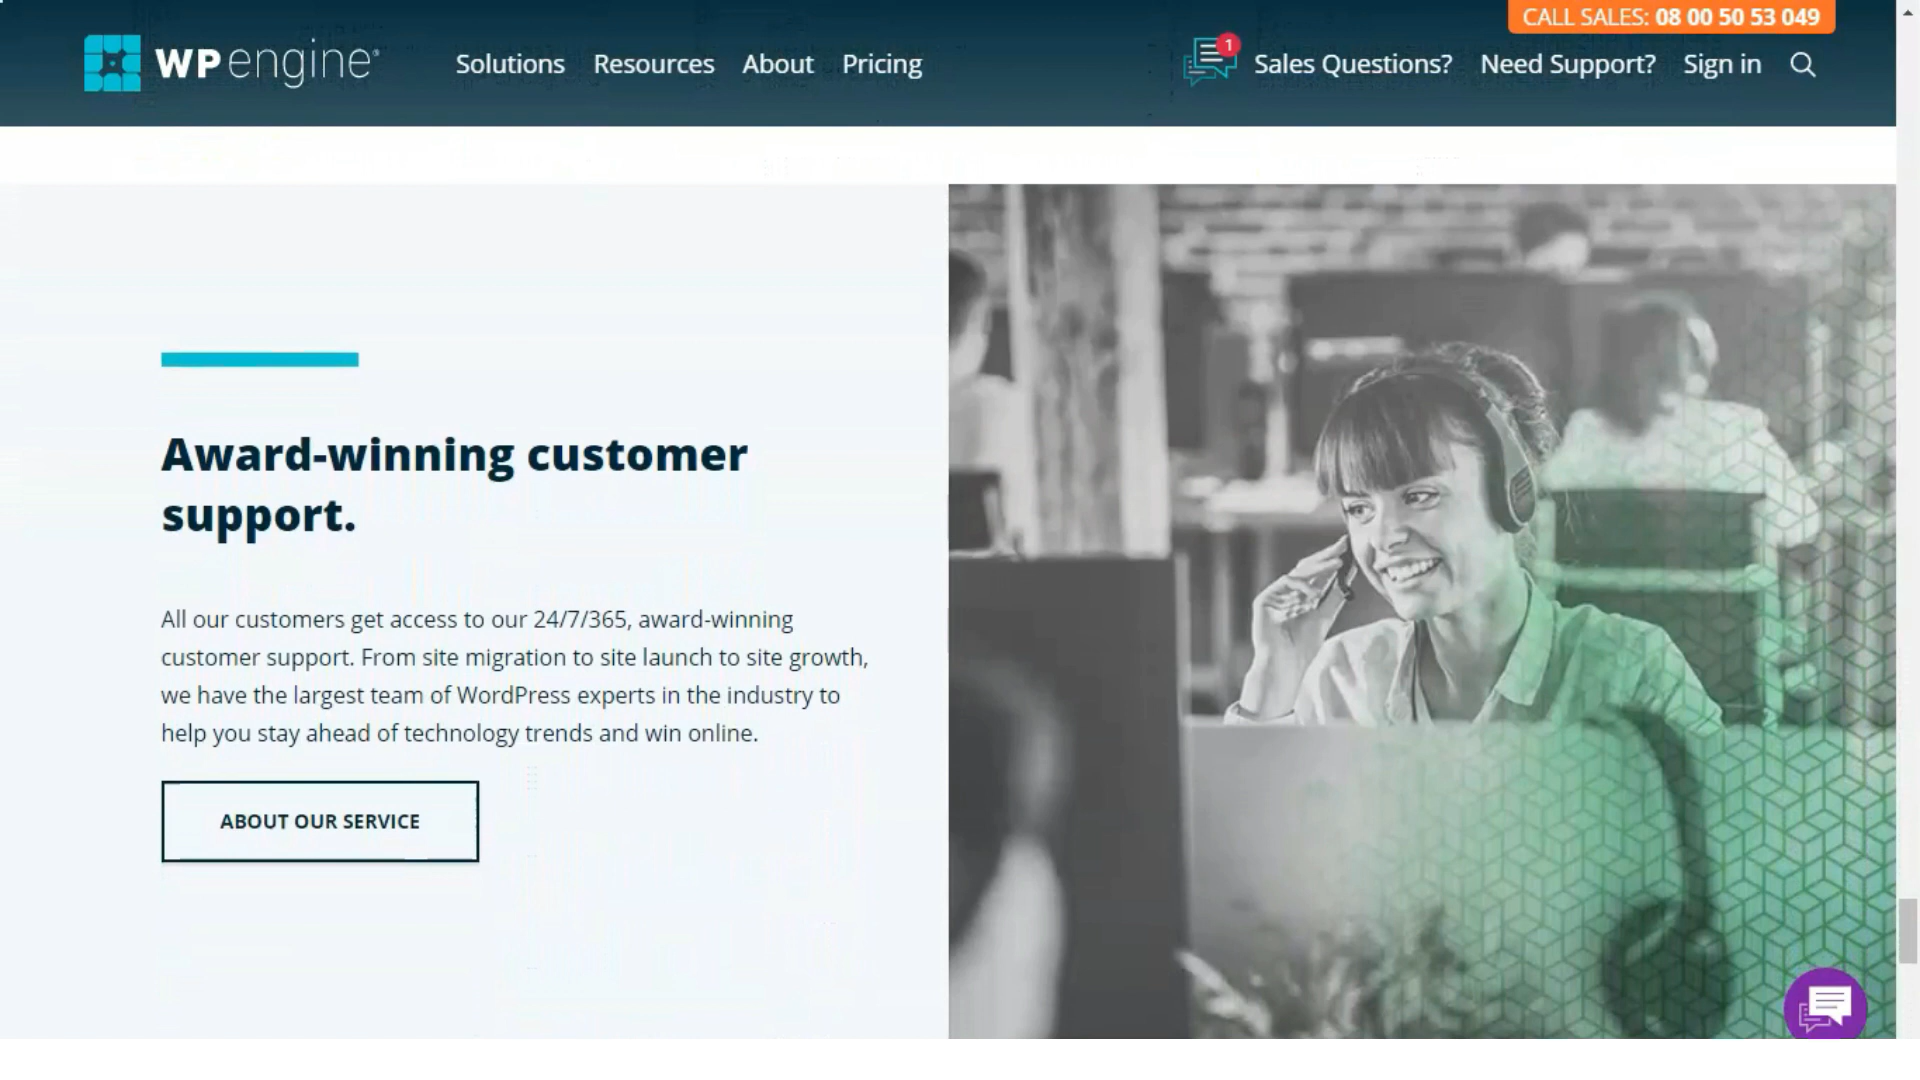 CALL SALES: 08 00 50 53 049
WP engine®
Solutions Resources About Pricing
1
Sales Questions? Need Support? Sign in
Award-winning customer
support.
All our customers get access to our 24/7/365, award-winning
customer support. From site migration to site launch to site growth,
we have the largest team of WordPress experts in the industry to
help you stay ahead of technology trends and win online.
ABOUT OUR SERVICE